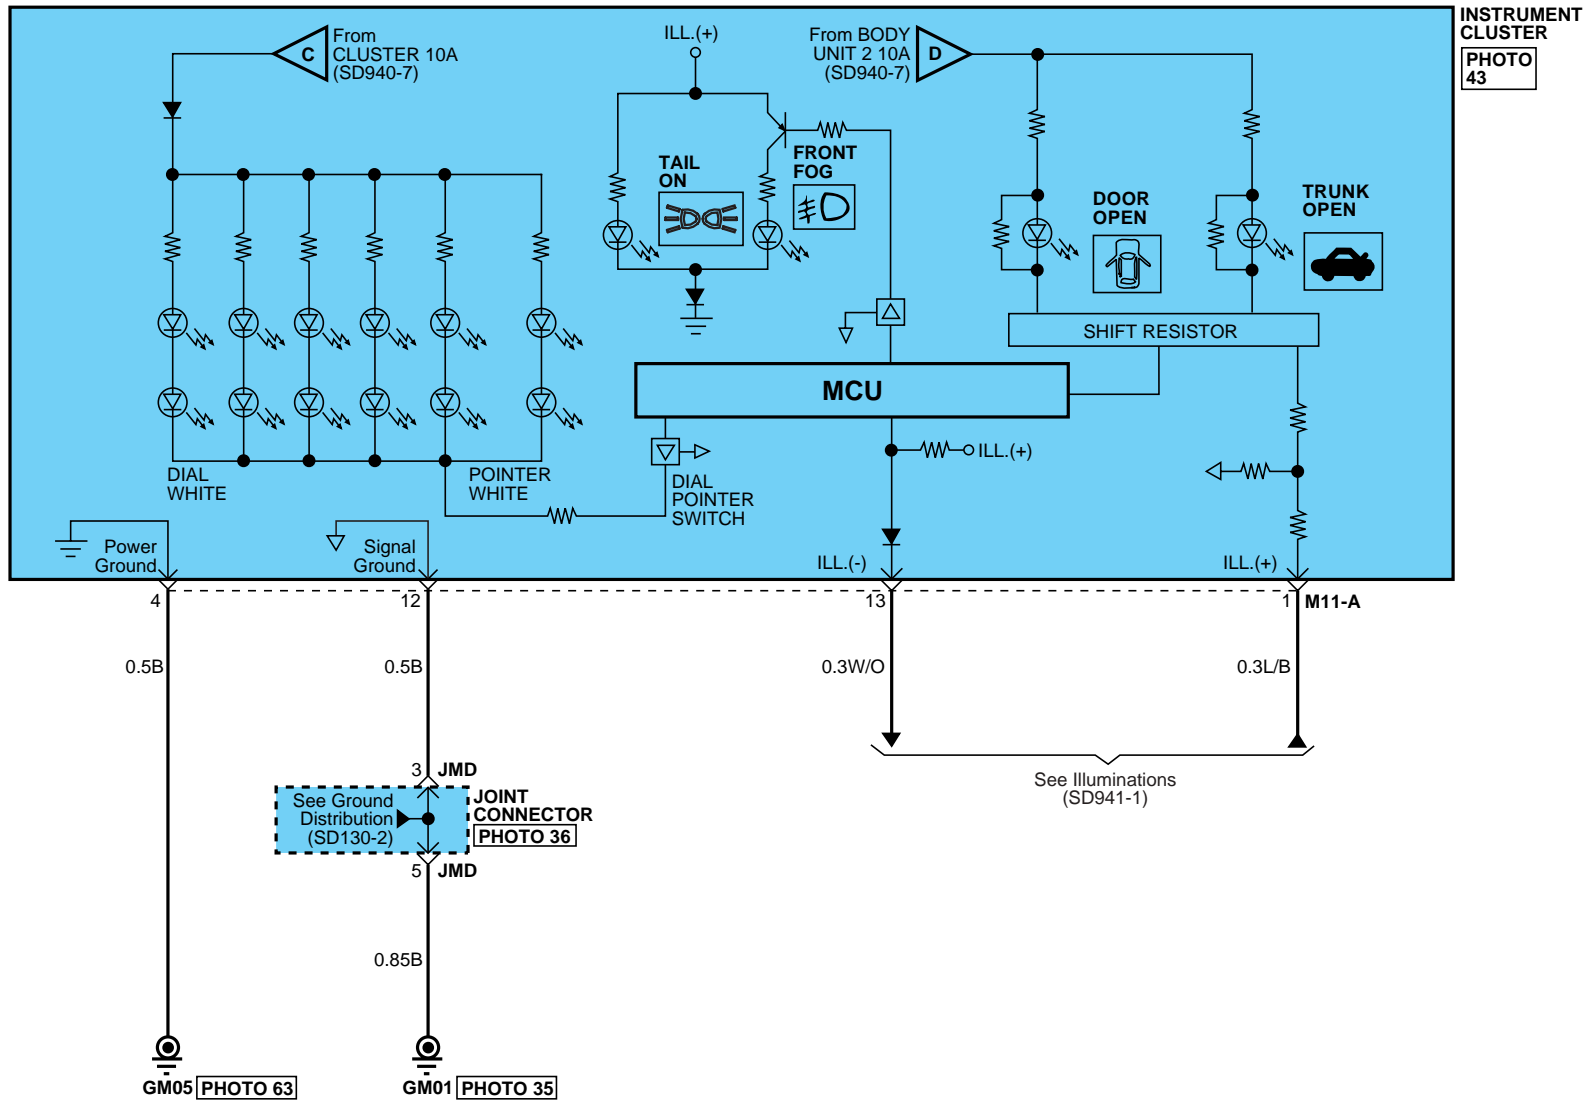 INSTRUMENT
CLUSTER
PHOTO
43
C
From
CLUSTER 10A
(SD940-7)
ILL.(+)
From BODY
UNIT 2 10A
(SD940-7)
D
TAIL
ON
FRONT
FOG
DOOR
OPEN
TRUNK
OPEN
SHIFT RESISTOR
MCU
ILL.(+)
DIAL
WHITE
POINTER
WHITE
DIAL
POINTER
SWITCH
Power
Ground
Signal
Ground
ILL.(-)
ILL.(+)
4
12
13
1
M11-A
0.5B
0.5B
0.3W/O
0.3L/B
See Illuminations
(SD941-1)
3
JMD
See Ground
Distribution
(SD130-2)
JOINT
CONNECTOR
PHOTO 36
5
JMD
0.85B
GM05
PHOTO 63
GM01
PHOTO 35